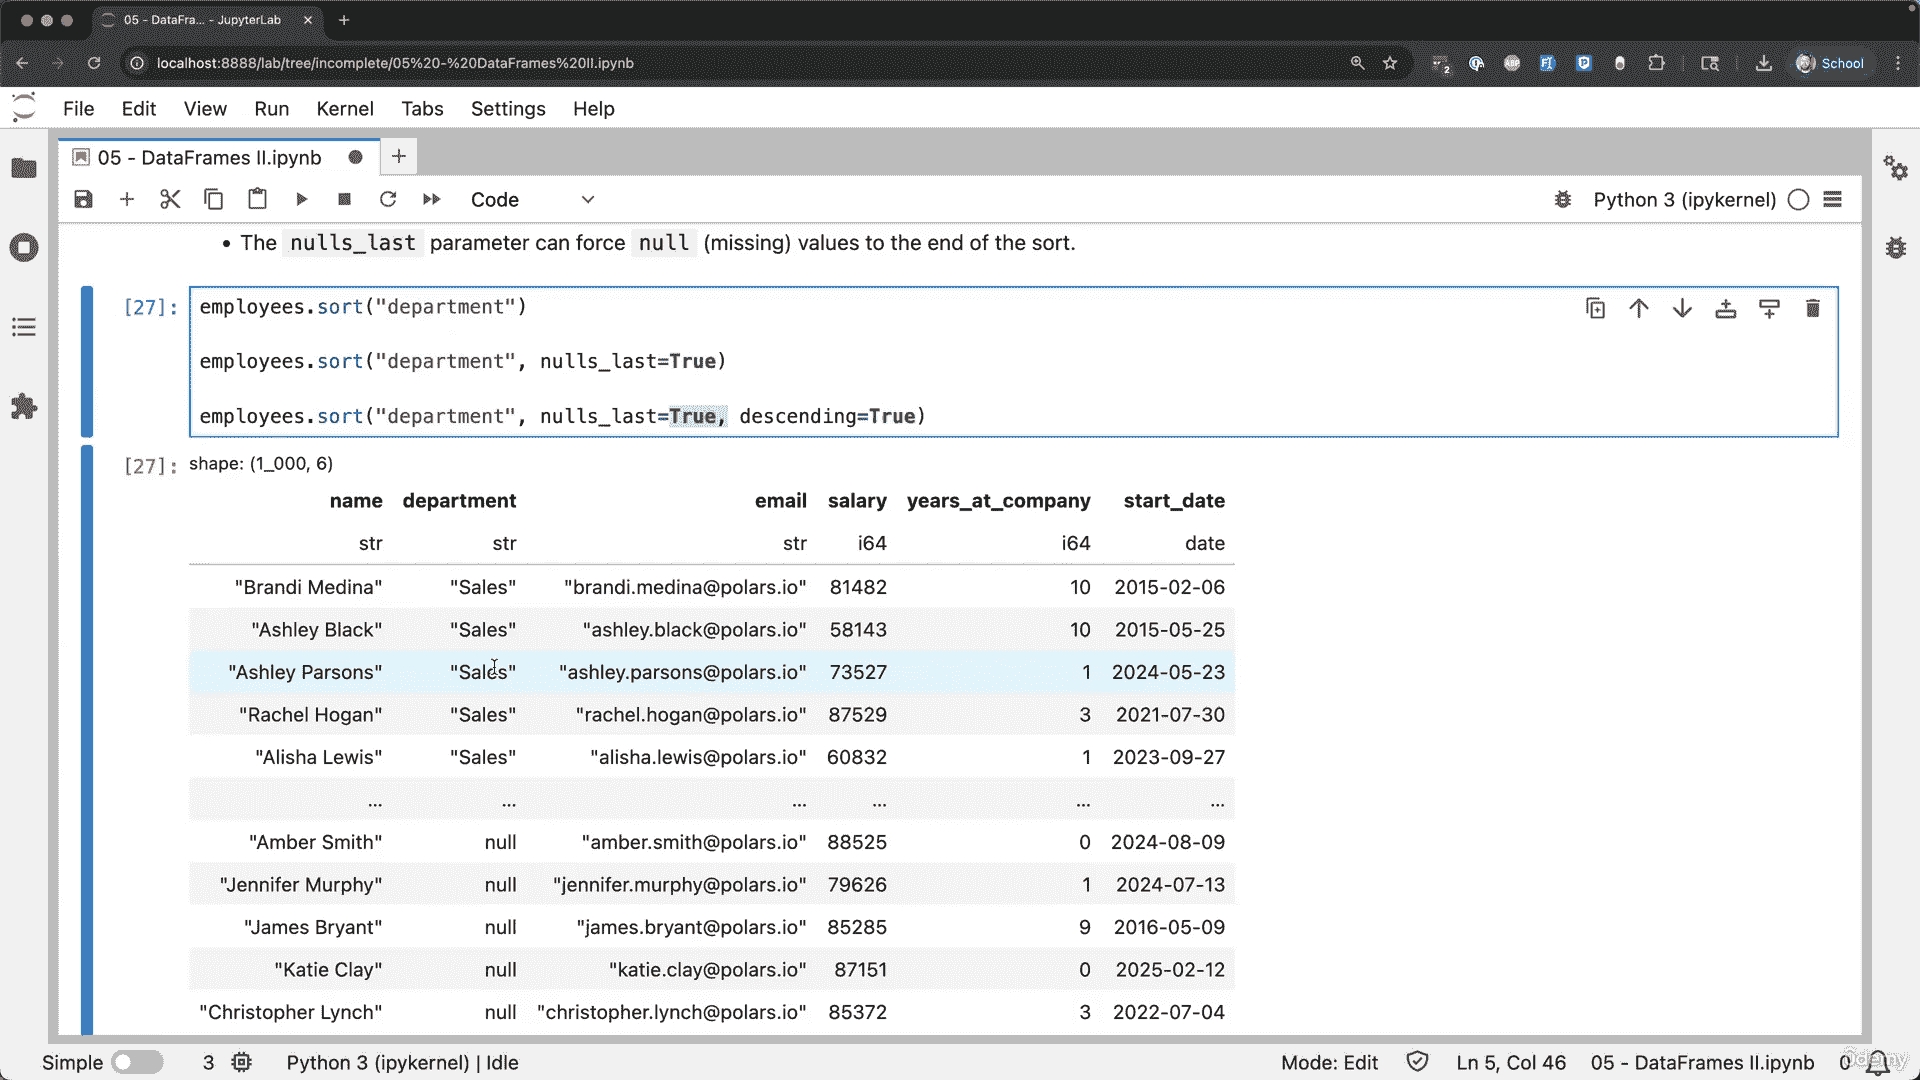 05 - DataFra... - JupyterLab
localhost:8888/lab/tree/incomplete/05%20-%20DataFrames%20II.ipynb
2
ABP
School
File Edit View Run Kernel Tabs Settings Help
05 - DataFrames II.ipynb
Code
Python 3 (ipykernel)
• The nulls_last parameter can force null (missing) values to the end of the sort.
[27]: employees.sort("department")
employees.sort("department", nulls_last=True)
employees.sort("department", nulls_last=True, descending=True)
[27]: shape: (1_000, 6)
name department email salary years_at_company start_date
str str str i64 i64 date
"Brandi Medina" "Sales" "brandi.medina@polars.io" 81482 10 2015-02-06
"Ashley Black" "Sales" "ashley.black@polars.io" 58143 10 2015-05-25
"Ashley Parsons" "Sales" "ashley.parsons@polars.io" 73527 1 2024-05-23
"Rachel Hogan" "Sales" "rachel.hogan@polars.io" 87529 3 2021-07-30
"Alisha Lewis" "Sales" "alisha.lewis@polars.io" 60832 1 2023-09-27
... ... ... ... ... ...
"Amber Smith" null "amber.smith@polars.io" 88525 0 2024-08-09
"Jennifer Murphy" null "jennifer.murphy@polars.io" 79626 1 2024-07-13
"James Bryant" null "james.bryant@polars.io" 85285 9 2016-05-09
"Katie Clay" null "katie.clay@polars.io" 87151 0 2025-02-12
"Christopher Lynch" null "christopher.lynch@polars.io" 85372 3 2022-07-04
Simple 3 Python 3 (ipykernel) | Idle Mode: Edit Ln 5, Col 46 05 - DataFrames II.ipynb 0
udemy